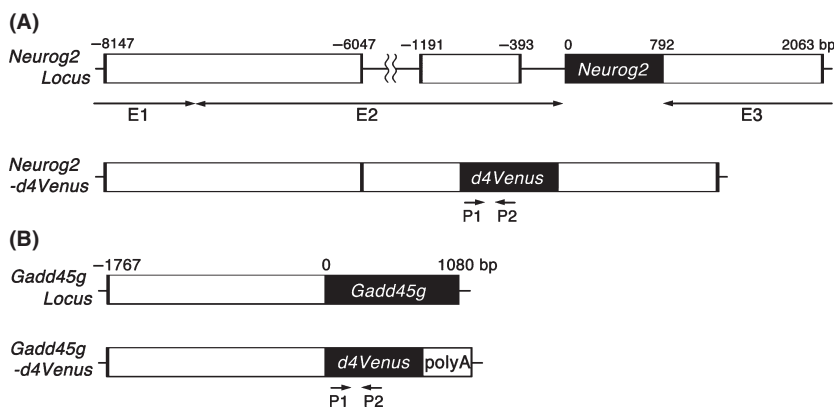 (A)
−8147 −6047 −1191 −393 0 792 2063 bp
Neurog2
Locus
Neurog2
E1 E2 E3
Neurog2
-d4Venus
d4Venus
P1 P2
(B)
−1767 0 1080 bp
Gadd45g
Locus
Gadd45g
Gadd45g
-d4Venus
d4Venus polyA
P1 P2